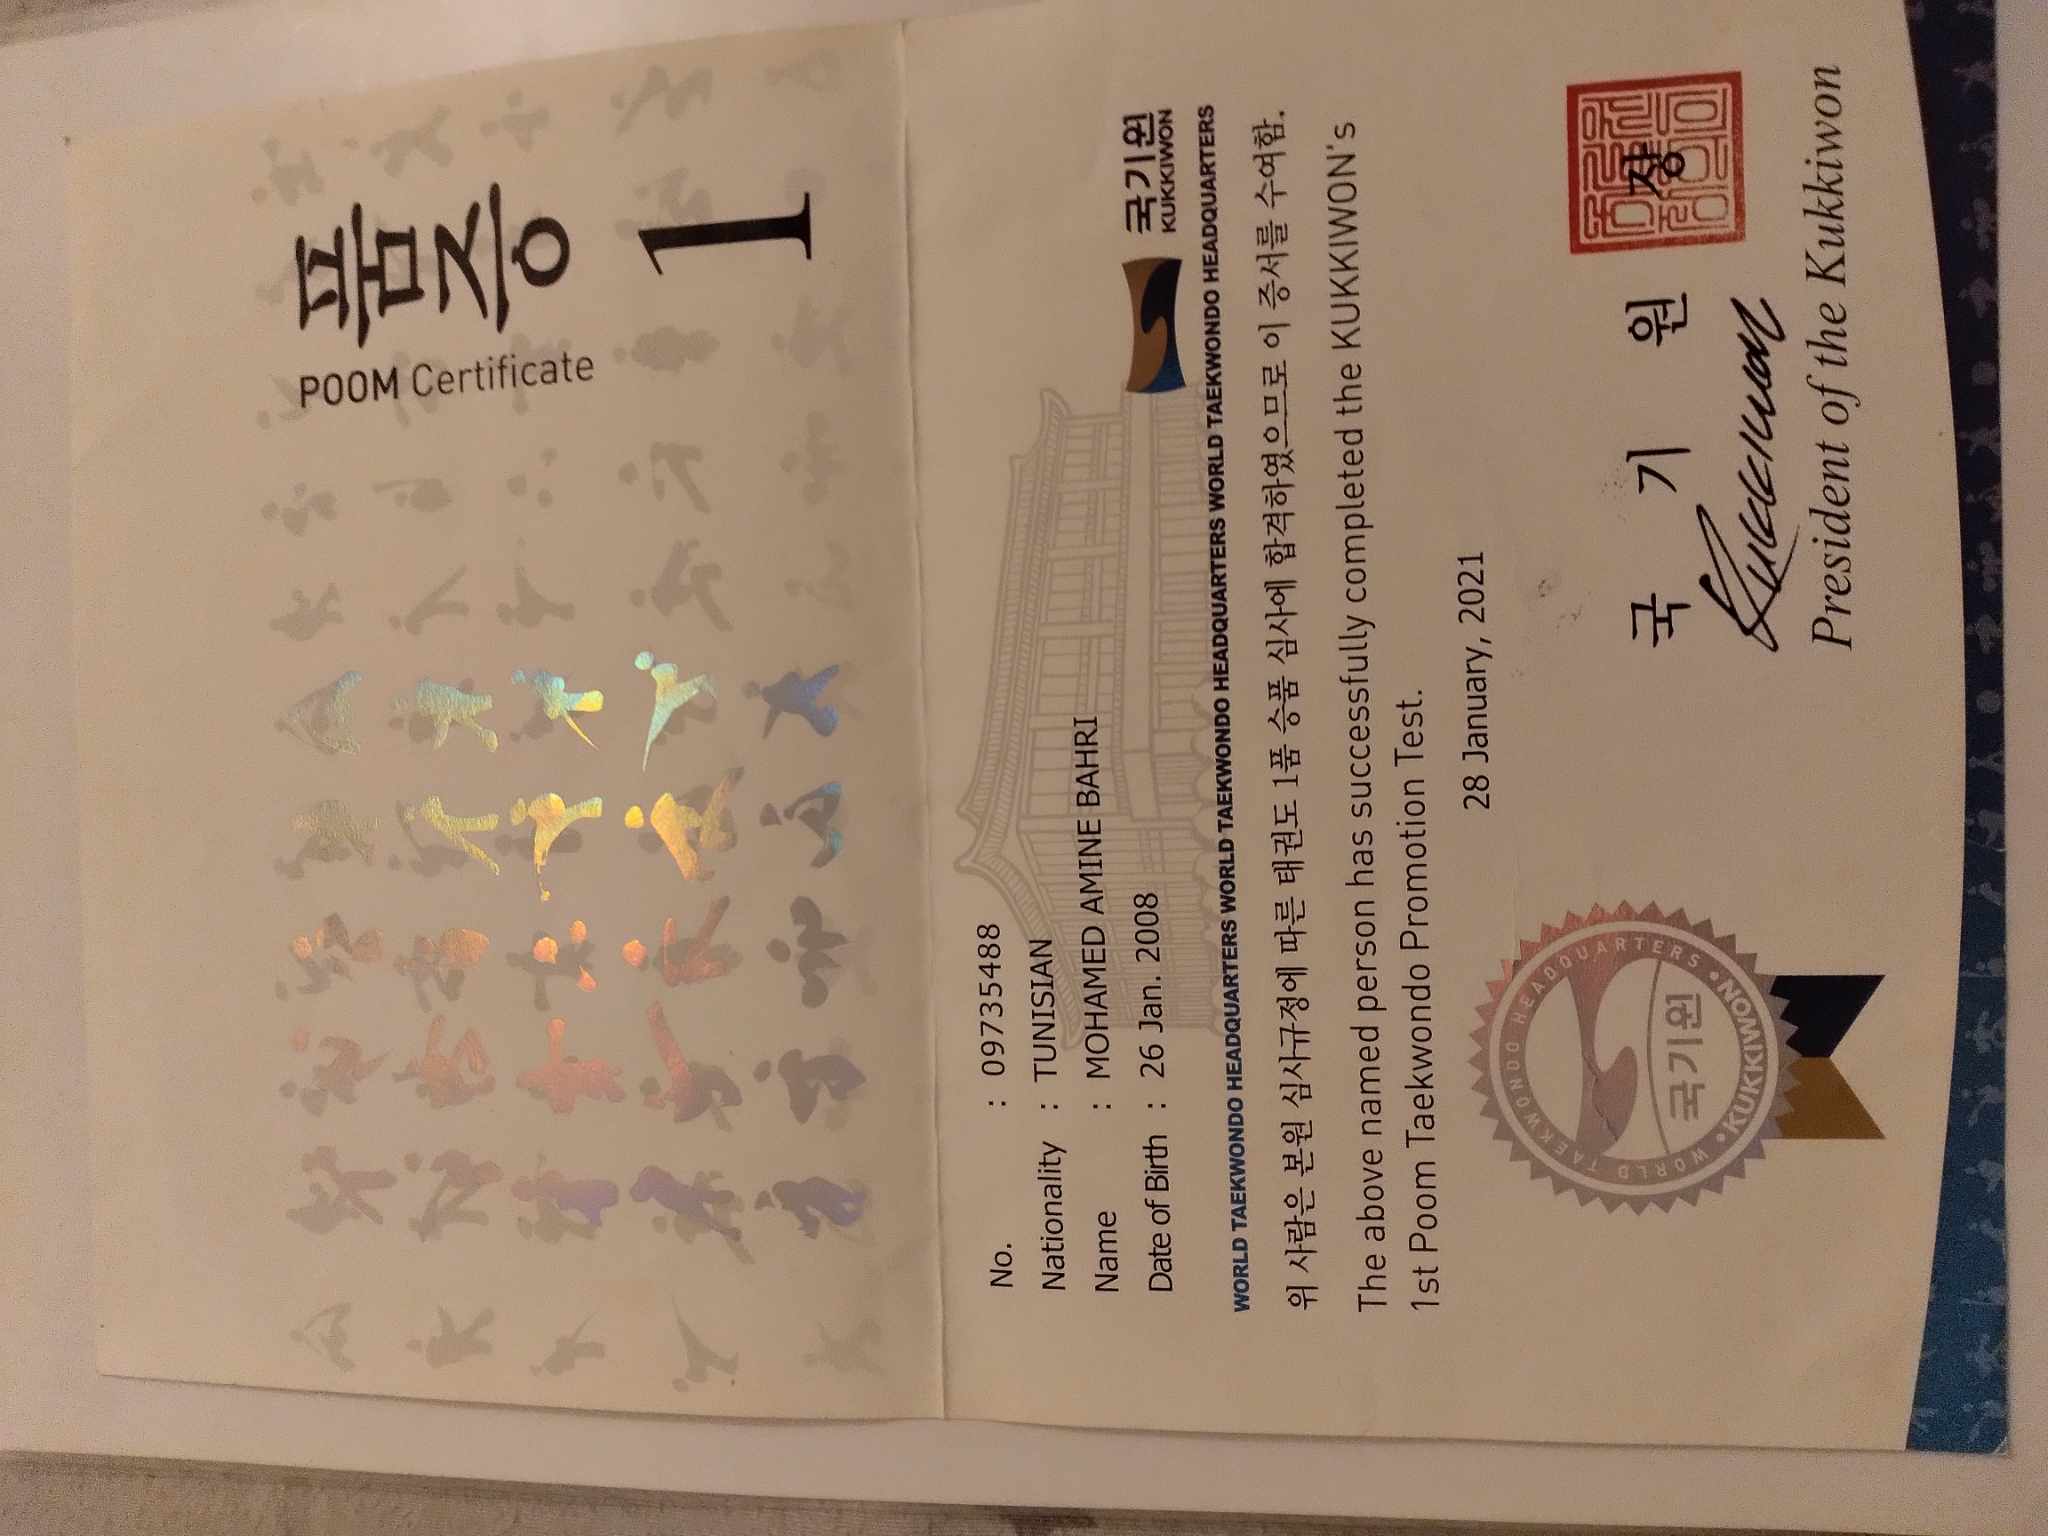 품증
POOM Certificate
1
No. : 09735488
Nationality : TUNISIAN
Name : MOHAMED AMINE BAHRI
Date of Birth : 26 Jan. 2008
국기원
KUKKIWON
WORLD TAEKWONDO HEADQUARTERS WORLD TAEKWONDO HEADQUARTERS WORLD TAEKWONDO HEADQUARTERS WORLD TAEKWONDO HEADQUARTERS
위 사람은 본원 심사규정에 따른 태권도 1품 승품 심사에 합격하였으므로 이 증서를 수여함.
The above named person has successfully completed the KUKKIWON's
1st Poom Taekwondo Promotion Test.
28 January, 2021
WORLD TAEKWONDO HEADQUARTERS • KUKKIWON •
국기원
국 기 원 장
Kukkiwon
President of the Kukkiwon